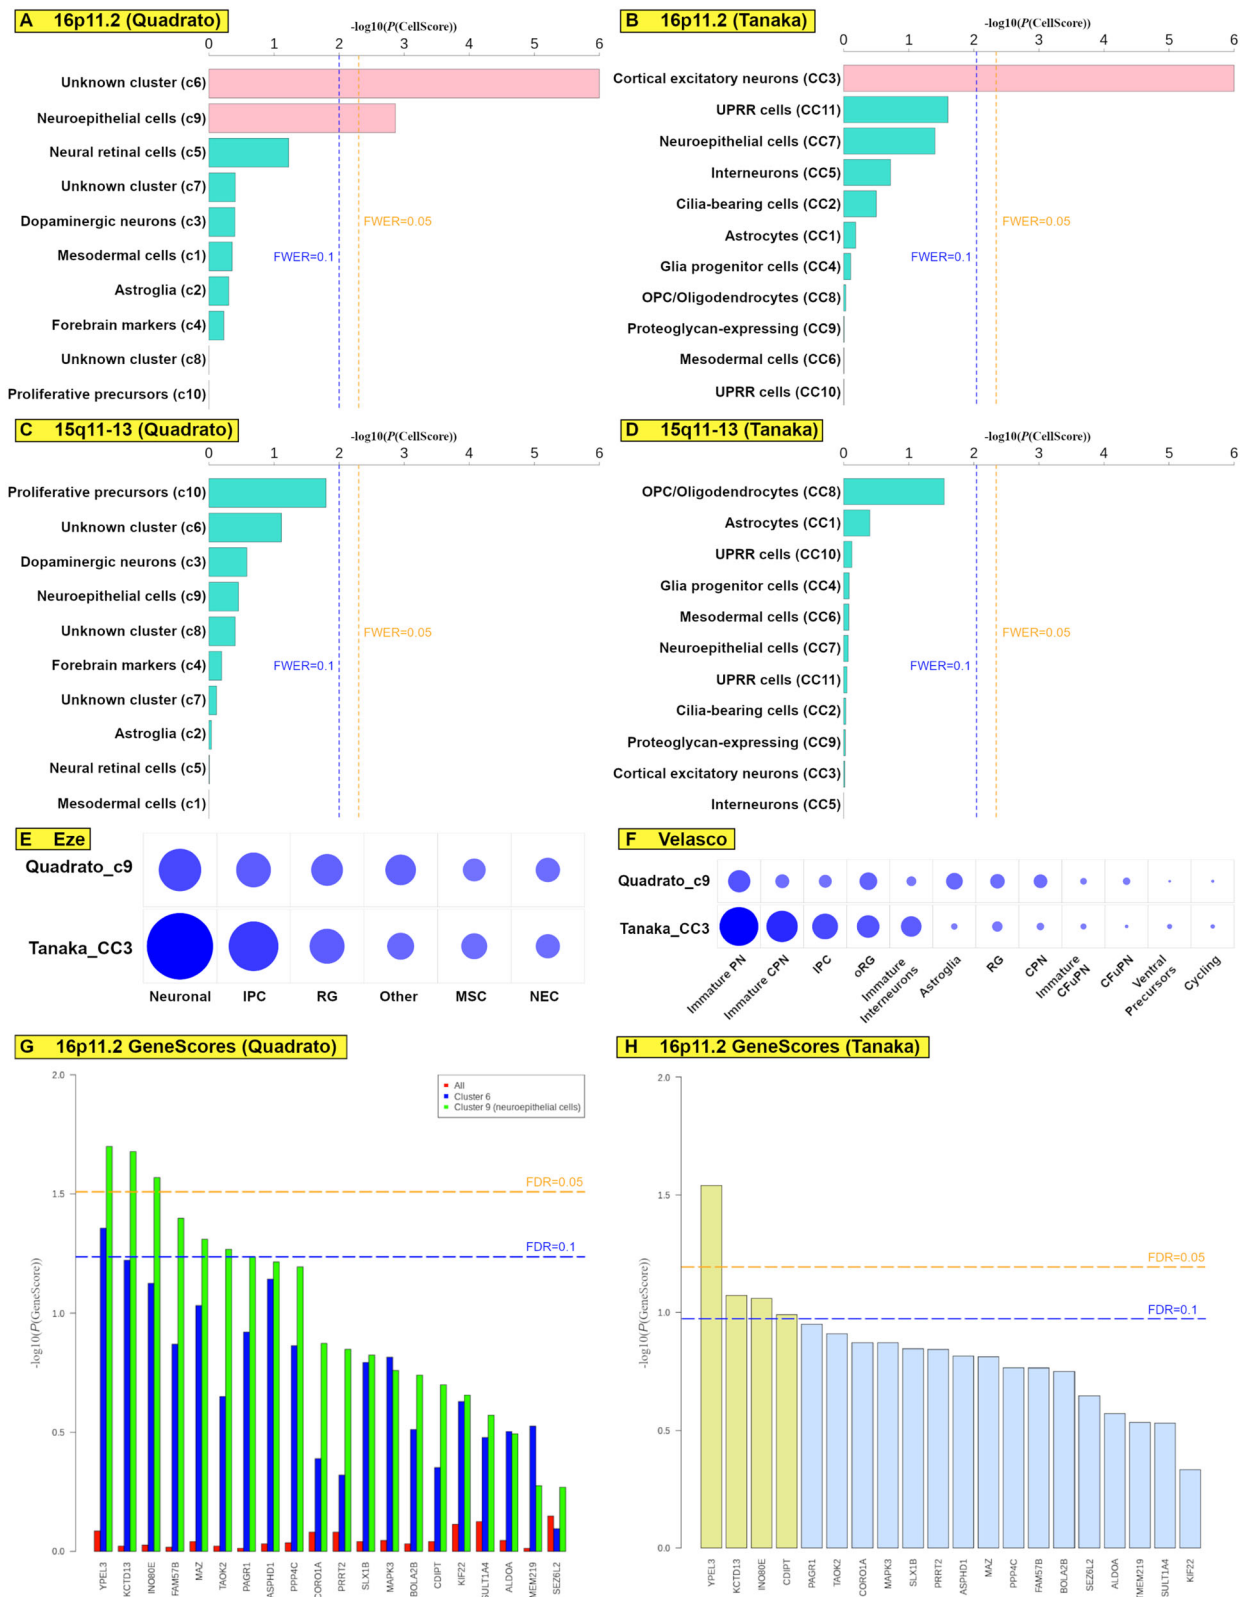 A 16p11.2 (Quadrato)
-log10(P(CellScore))
0 1 2 3 4 5 6
Unknown cluster (c6)
Neuroepithelial cells (c9)
Neural retinal cells (c5)
Unknown cluster (c7)
Dopaminergic neurons (c3)
FWER=0.05
Mesodermal cells (c1)
FWER=0.1
Astroglia (c2)
Forebrain markers (c4)
Unknown cluster (c8)
Proliferative precursors (c10)
B 16p11.2 (Tanaka)
-log10(P(CellScore))
0 1 2 3 4 5 6
Cortical excitatory neurons (CC3)
UPRR cells (CC11)
Neuroepithelial cells (CC7)
Interneurons (CC5)
Cilia-bearing cells (CC2)
FWER=0.05
Astrocytes (CC1)
FWER=0.1
Glia progenitor cells (CC4)
OPC/Oligodendrocytes (CC8)
Proteoglycan-expressing (CC9)
Mesodermal cells (CC6)
UPRR cells (CC10)
C 15q11-13 (Quadrato)
-log10(P(CellScore))
0 1 2 3 4 5 6
Proliferative precursors (c10)
Unknown cluster (c6)
Dopaminergic neurons (c3)
Neuroepithelial cells (c9)
Unknown cluster (c8)
FWER=0.05
Forebrain markers (c4)
FWER=0.1
Unknown cluster (c7)
Astroglia (c2)
Neural retinal cells (c5)
Mesodermal cells (c1)
D 15q11-13 (Tanaka)
-log10(P(CellScore))
0 1 2 3 4 5 6
OPC/Oligodendrocytes (CC8)
Astrocytes (CC1)
UPRR cells (CC10)
Glia progenitor cells (CC4)
Mesodermal cells (CC6)
FWER=0.05
Neuroepithelial cells (CC7)
FWER=0.1
UPRR cells (CC11)
Cilia-bearing cells (CC2)
Proteoglycan-expressing (CC9)
Cortical excitatory neurons (CC3)
Interneurons (CC5)
E Eze
Quadrato_c9
Tanaka_CC3
Neuronal IPC RG Other MSC NEC
F Velasco
Quadrato_c9
Tanaka_CC3
Immature PN
Immature CPN
IPC
oRG
Immature
Interneurons
Astroglia
RG
CPN
Immature
CFuPN
CFuPN
Ventral
Precursors
Cycling
G 16p11.2 GeneScores (Quadrato)
2.0
All
Cluster 6
Cluster 9 (neuroepithelial cells)
FDR=0.05
1.5
FDR=0.1
1.0
-log10(P(GeneScore))
0.5
0.0
YPEL3
KCTD13
INO80E
FAM57B
MAZ
TAOK2
PAGR1
ASPHD1
PPP4C
CORO1A
PRRT2
SLX1B
MAPK3
BOLA2B
CDIPT
KIF22
SULT1A4
ALDOA
TMEM219
SEZ6L2
H 16p11.2 GeneScores (Tanaka)
2.0
1.5
FDR=0.05
FDR=0.1
1.0
-log10(P(GeneScore))
0.5
0.0
YPEL3
KCTD13
INO80E
CDIPT
PAGR1
TAOK2
CORO1A
MAPK3
SLX1B
PRRT2
ASPHD1
MAZ
PPP4C
FAM57B
BOLA2B
SEZ6L2
ALDOA
TMEM219
SULT1A4
KIF22